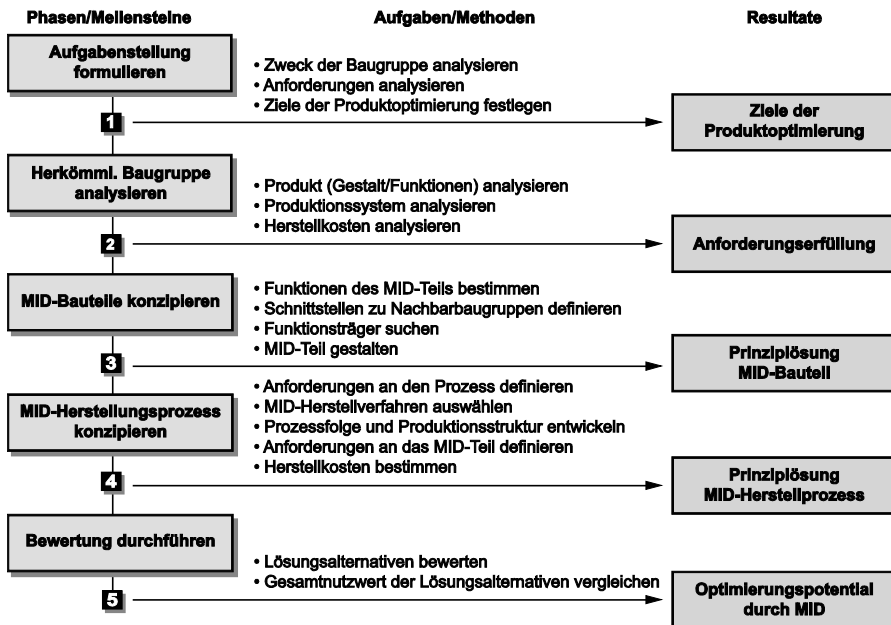 Phasen/Meilensteine
Aufgaben/Methoden
Resultate
Aufgabenstellung
formulieren
• Zweck der Baugruppe analysieren
• Anforderungen analysieren
• Ziele der Produktoptimierung festlegen
1
Ziele der
Produktoptimierung
Herkömml. Baugruppe
analysieren
• Produkt (Gestalt/Funktionen) analysieren
• Produktionssystem analysieren
• Herstellkosten analysieren
2
Anforderungserfüllung
MID-Bauteile konzipieren
• Funktionen des MID-Teils bestimmen
• Schnittstellen zu Nachbarbaugruppen definieren
• Funktionsträger suchen
• MID-Teil gestalten
3
Prinziplösung
MID-Bauteil
MID-Herstellungsprozess
konzipieren
• Anforderungen an den Prozess definieren
• MID-Herstellverfahren auswählen
• Prozessfolge und Produktionsstruktur entwickeln
• Anforderungen an das MID-Teil definieren
• Herstellkosten bestimmen
4
Prinziplösung
MID-Herstellprozess
Bewertung durchführen
• Lösungsalternativen bewerten
• Gesamtnutzwert der Lösungsalternativen vergleichen
5
Optimierungspotential
durch MID